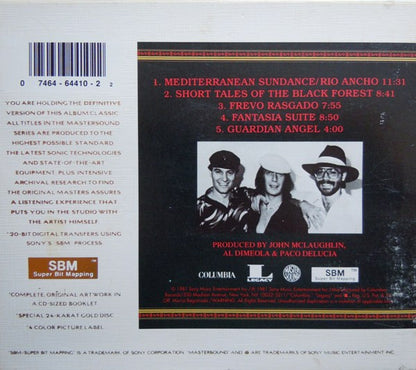 0 7464-64410-2 2
YOU ARE HOLDING THE DEFINITIVE
VERSION OF THIS ALBUM CLASSIC
ALL TITLES IN THE MASTERSOUND
SERIES ARE PRODUCED TO THE
HIGHEST POSSIBLE STANDARD
THE LATEST SONIC TECHNOLOGIES
AND STATE-OF-THE-ART
EQUIPMENT PLUS INTENSIVE
ARCHIVAL RESEARCH TO FIND
THE ORIGINAL MASTERS ASSURES
A LISTENING EXPERIENCE THAT
PUTS YOU IN THE STUDIO WITH
THE ARTIST HIMSELF
*20-BIT DIGITAL TRANSFERS USING
SONY'S SBM PROCESS
SBM
Super Bit Mapping
*COMPLETE ORIGINAL ARTWORK IN
A CD-SIZED BOOKLET
*SPECIAL 24-KARAT GOLD DISC
*4 COLOR PICTURE LABEL
1. MEDITERRANEAN SUNDANCE/RIO ANCHO 11:31
2. SHORT TALES OF THE BLACK FOREST 8:41
3. FREVO RASGADO 7:55
4. FANTASIA SUITE 8:50
5. GUARDIAN ANGEL 4:00
PRODUCED BY JOHN MCLAUGHLIN,
AL DIMEOLA & PACO DELUCIA
COLUMBIA
LEGACY
SBM
Super Bit Mapping
© 1981 Sony Music Entertainment Inc.
"SBM-SUPER BIT MAPPING" IS A TRADEMARK OF SONY CORPORATION "MASTERSOUND" AND ARE TRADEMARKS OF SONY MUSIC ENTERTAINMENT INC